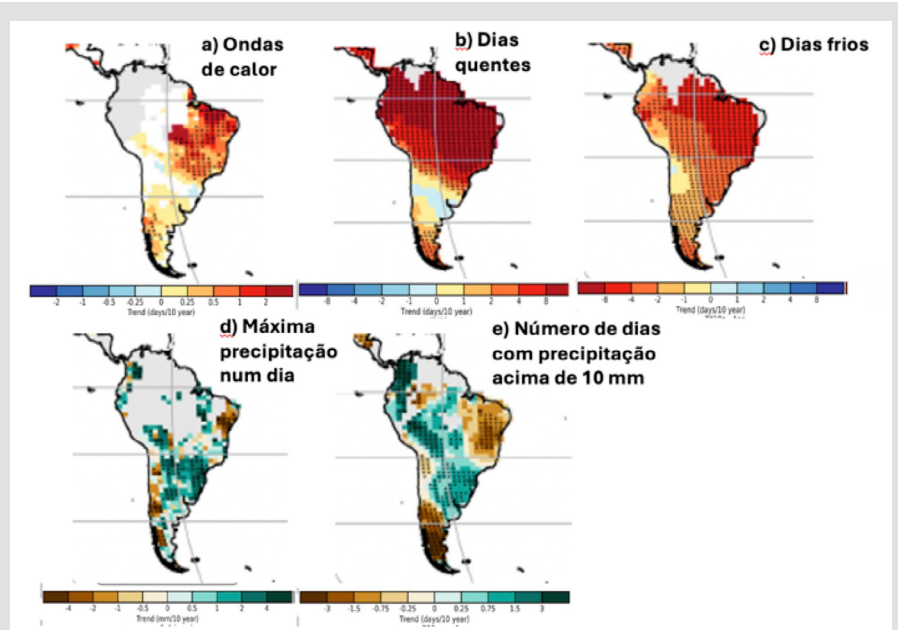 a) Ondas
de calor
b) Dias
quentes
c) Dias frios
-2 -1 -0.5 -0.25 0 0.25 0.5 1 2
Trend (days/10 year)
-8 -4 -2 -1 0 1 2 4 8
Trend (days/10 year)
-8 -4 -2 -1 0 1 2 4 8
Trend (days/10 year)
d) Máxima
precipitação
num dia
e) Número de dias
com precipitação
acima de 10 mm
-4 -2 -1 -0.5 0 0.5 1 2 4
Trend (mm/10 year)
-3 -1.5 -0.75 -0.25 0 0.25 0.75 1.5 3
Trend (days/10 year)